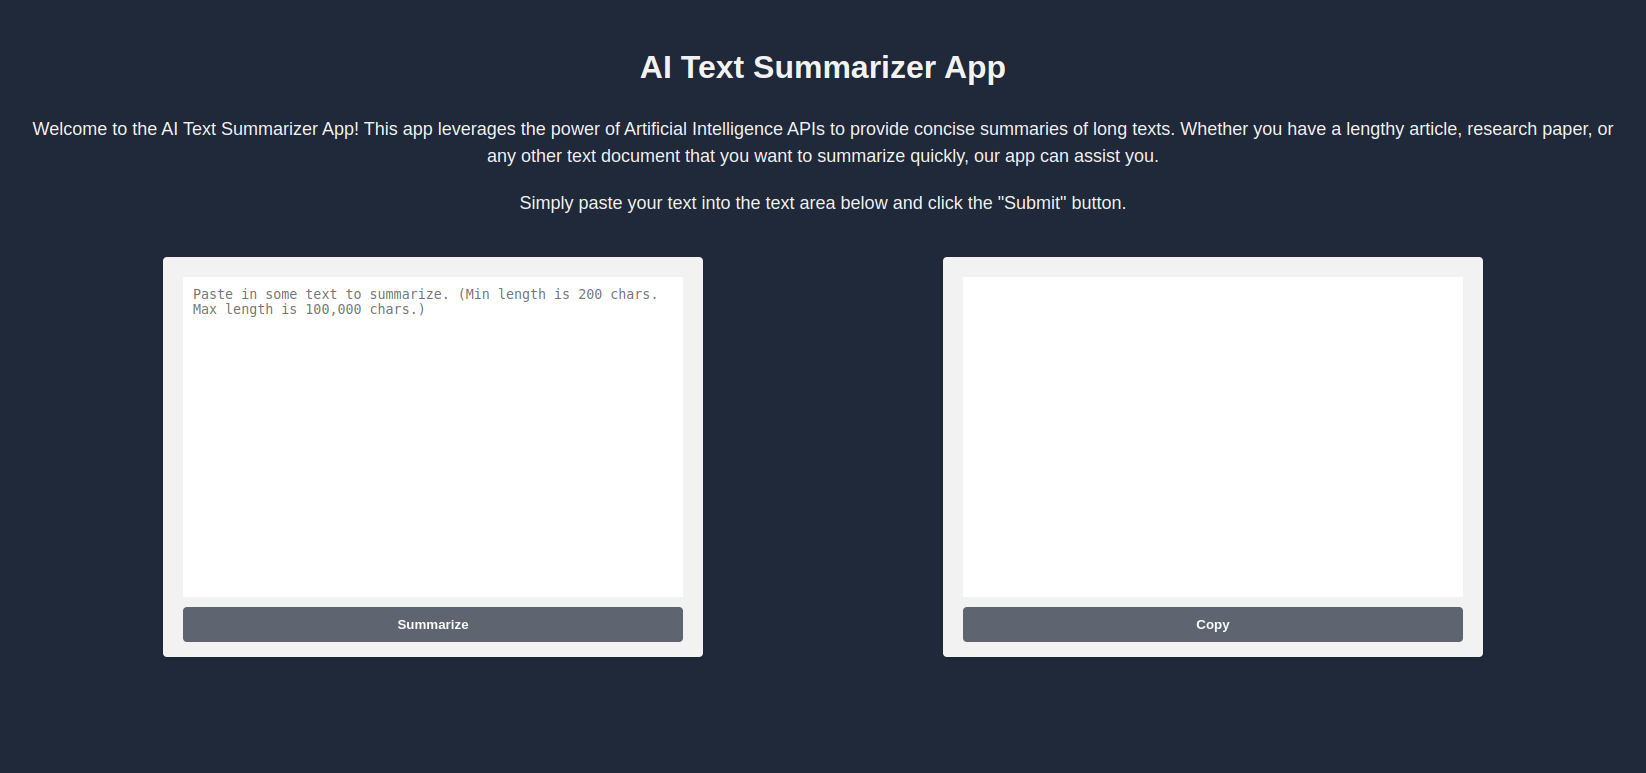 AI Text Summarizer App
Welcome to the AI Text Summarizer App! This app leverages the power of Artificial Intelligence APIs to provide concise summaries of long texts. Whether you have a lengthy article, research paper, or
any other text document that you want to summarize quickly, our app can assist you.
Simply paste your text into the text area below and click the "Submit" button.
Paste in some text to summarize. (Min length is 200 chars.
Max length is 100,000 chars.)
Summarize
Copy